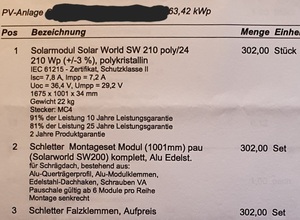 PV-Anlage 63,42 kWp
Pos Bezeichnung Menge Einhe
1 Solarmodul Solar World SW 210 poly/24 302,00 Stück
210 Wp (+/-3 %), polykristallin
IEC 61215 - Zertifikat, Schutzklasse II
Isc= 7,8 A, Impp = 7,2 A
Uoc = 36,4 V, Umpp = 29,2 V
1675 x 1001 x 34 mm
Gewicht 22 kg
Stecker: MC4
91% der Leistung 10 Jahre Leistungsgarantie
81% der Leistung 25 Jahre Leistungsgarantie
2 Jahre Produktgarantie
2 Schletter Montageset Modul (1001mm) pau 302,00 Set
(Solarworld SW200) komplett, Alu Edelst.
für Schrägdach, bestehend aus:
Alu-Querträgerprofil, Alu-Modulklemmen,
Edelstahl-Dachhaken, Schrauben VA
Pauschale gültig ab 6 Module pro Reihe
Montage senkrecht
3 Schletter Falzklemmen, Aufpreis 302,00 Set